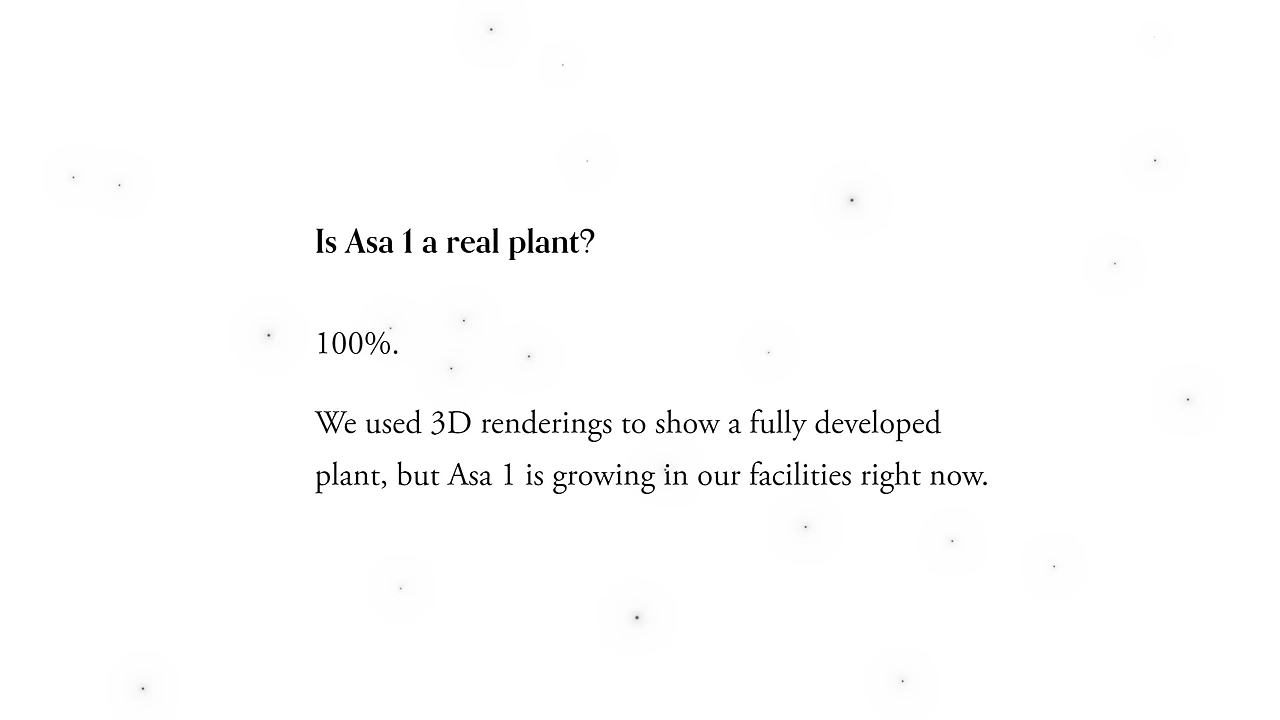 Is Asa 1 a real plant?
100%.
We used 3D renderings to show a fully developed
plant, but Asa 1 is growing in our facilities right now.